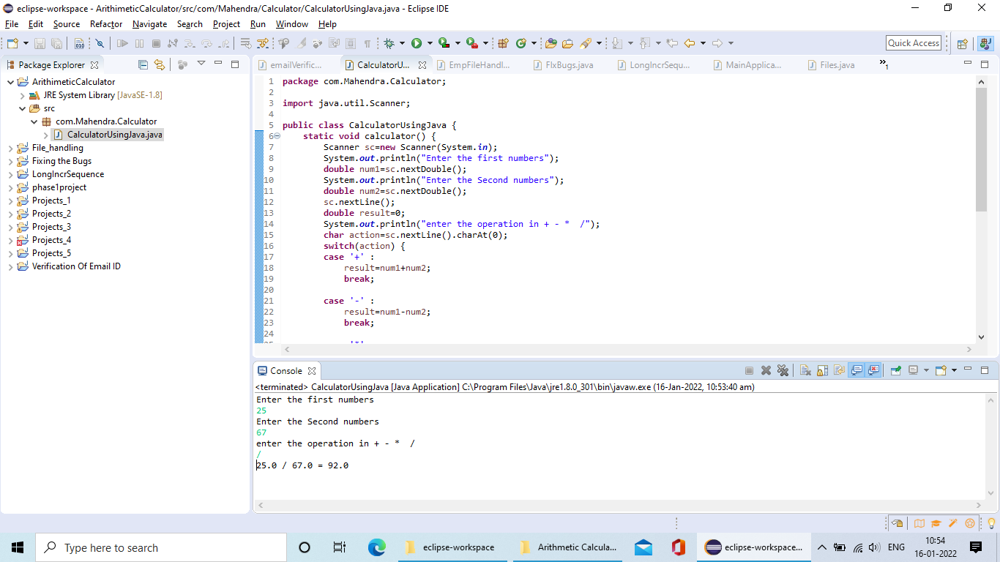 eclipse-workspace - ArithimeticCalculator/src/com/Mahendra/Calculator/CalculatorUsingJava.java - Eclipse IDE
File Edit Source Refactor Navigate Search Project Run Window Help
Quick Access
Package Explorer
ArithimeticCalculator
JRE System Library [JavaSE-1.8]
src
com.Mahendra.Calculator
CalculatorUsingJava.java
File_handling
Fixing the Bugs
LongIncrSequence
phase1project
Projects_1
Projects_2
Projects_3
Projects_4
Projects_5
Verification Of Email ID
emailVerific... CalculatorU... EmpFileHandl... FIxBugs.java LongIncrSequ... MainApplica... Files.java »1
1 package com.Mahendra.Calculator;
2
3 import java.util.Scanner;
4
5 public class CalculatorUsingJava {
6 static void calculator() {
7 Scanner sc=new Scanner(System.in);
8 System.out.println("Enter the first numbers");
9 double num1=sc.nextDouble();
10 System.out.println("Enter the Second numbers");
11 double num2=sc.nextDouble();
12 sc.nextLine();
13 double result=0;
14 System.out.println("enter the operation in + - *  /");
15 char action=sc.nextLine().charAt(0);
16 switch(action) {
17 case '+' :
18 result=num1+num2;
19 break;
20
21 case '-' :
22 result=num1-num2;
23 break;
24
Console
<terminated> CalculatorUsingJava [Java Application] C:\Program Files\Java\jre1.8.0_301\bin\javaw.exe (16-Jan-2022, 10:53:40 am)
Enter the first numbers
25
Enter the Second numbers
67
enter the operation in + - *  /
/
25.0 / 67.0 = 92.0
Type here to search
eclipse-workspace
Arithmetic Calcula...
eclipse-workspace...
ENG
10:54
16-01-2022